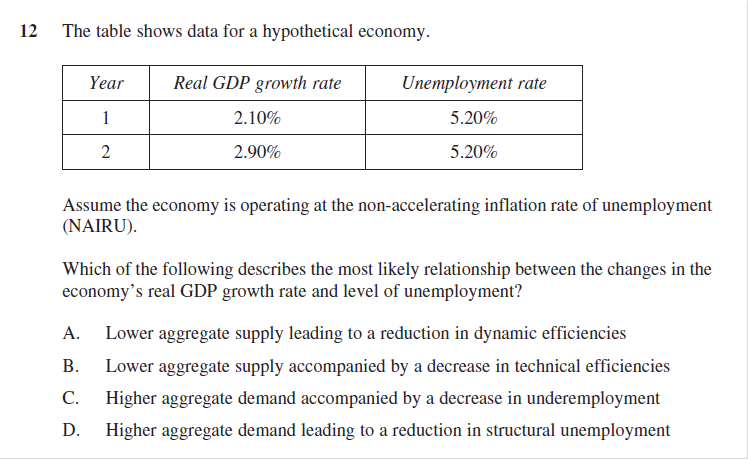 12 The table shows data for a hypothetical economy.
Year Real GDP growth rate Unemployment rate
1 2.10% 5.20%
2 2.90% 5.20%
Assume the economy is operating at the non-accelerating inflation rate of unemployment
(NAIRU).
Which of the following describes the most likely relationship between the changes in the
economy's real GDP growth rate and level of unemployment?
A. Lower aggregate supply leading to a reduction in dynamic efficiencies
B. Lower aggregate supply accompanied by a decrease in technical efficiencies
C. Higher aggregate demand accompanied by a decrease in underemployment
D. Higher aggregate demand leading to a reduction in structural unemployment